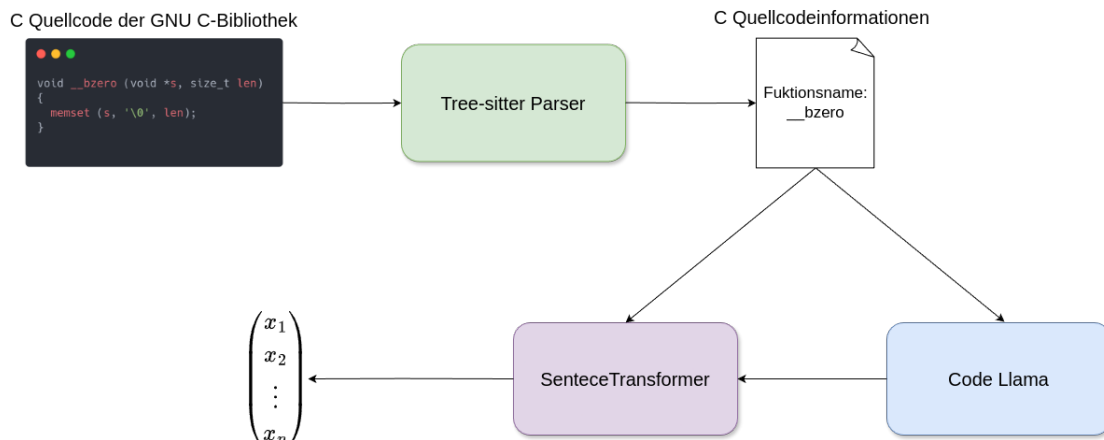 C Quellcode der GNU C-Bibliothek
C Quellcodeinformationen
void __bzero (void *s, size_t len)
{
  memset (s, '\0', len);
}
Tree-sitter Parser
Fuktionsname:
__bzero
x₁
x₂
⋮
xₙ
SenteceTransformer
Code Llama